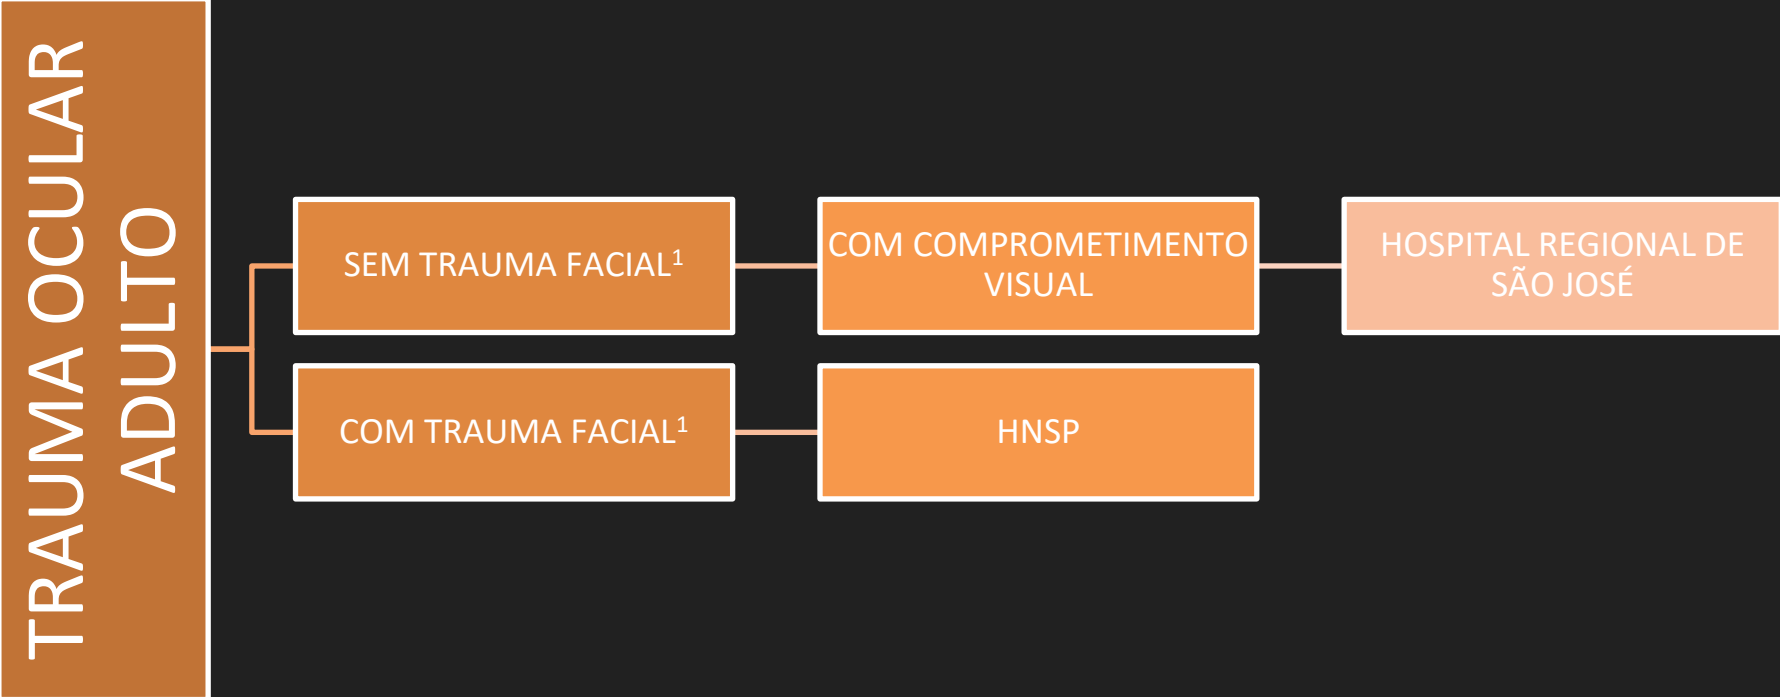 TRAUMA OCULAR
ADULTO
SEM TRAUMA FACIAL¹
COM COMPROMETIMENTO
VISUAL
HOSPITAL REGIONAL DE
SÃO JOSÉ
COM TRAUMA FACIAL¹
HNSP